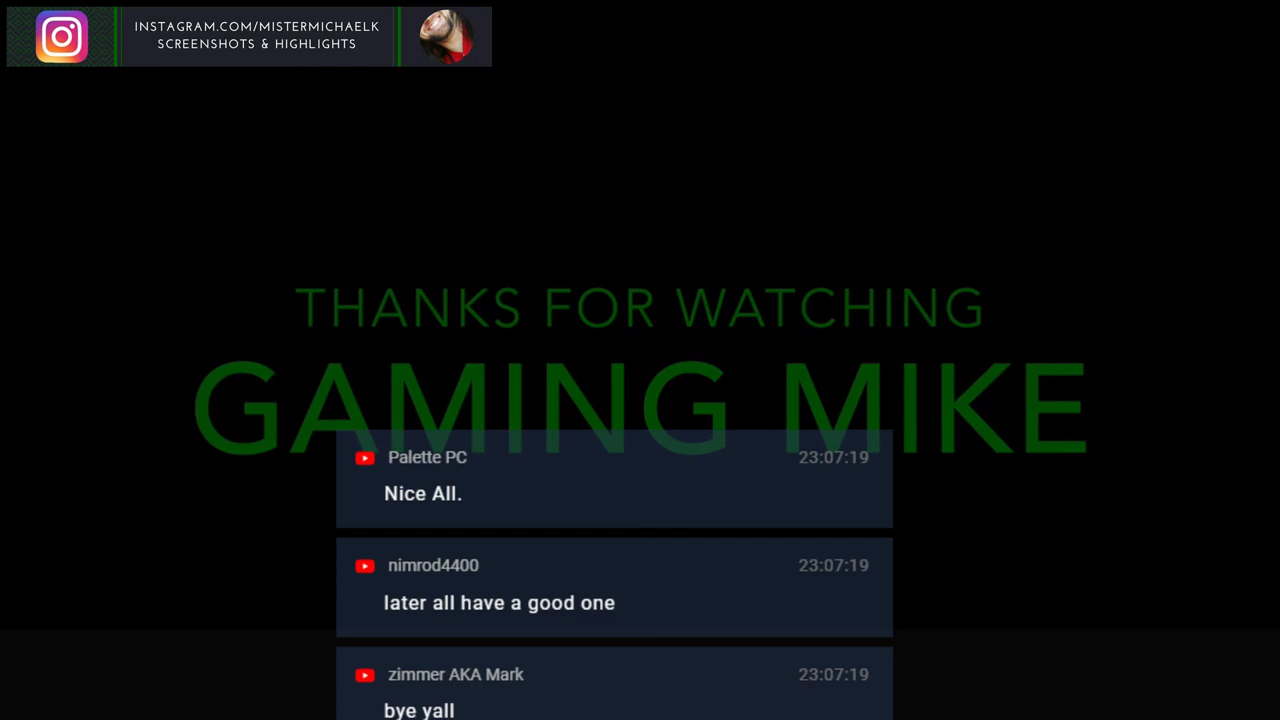 INSTAGRAM.COM/MISTERMICHAELK
SCREENSHOTS & HIGHLIGHTS
THANKS FOR WATCHING
GAMING MIKE
Palette PC 23:07:19
Nice All.
nimrod4400 23:07:19
later all have a good one
zimmer AKA Mark 23:07:19
bye yall